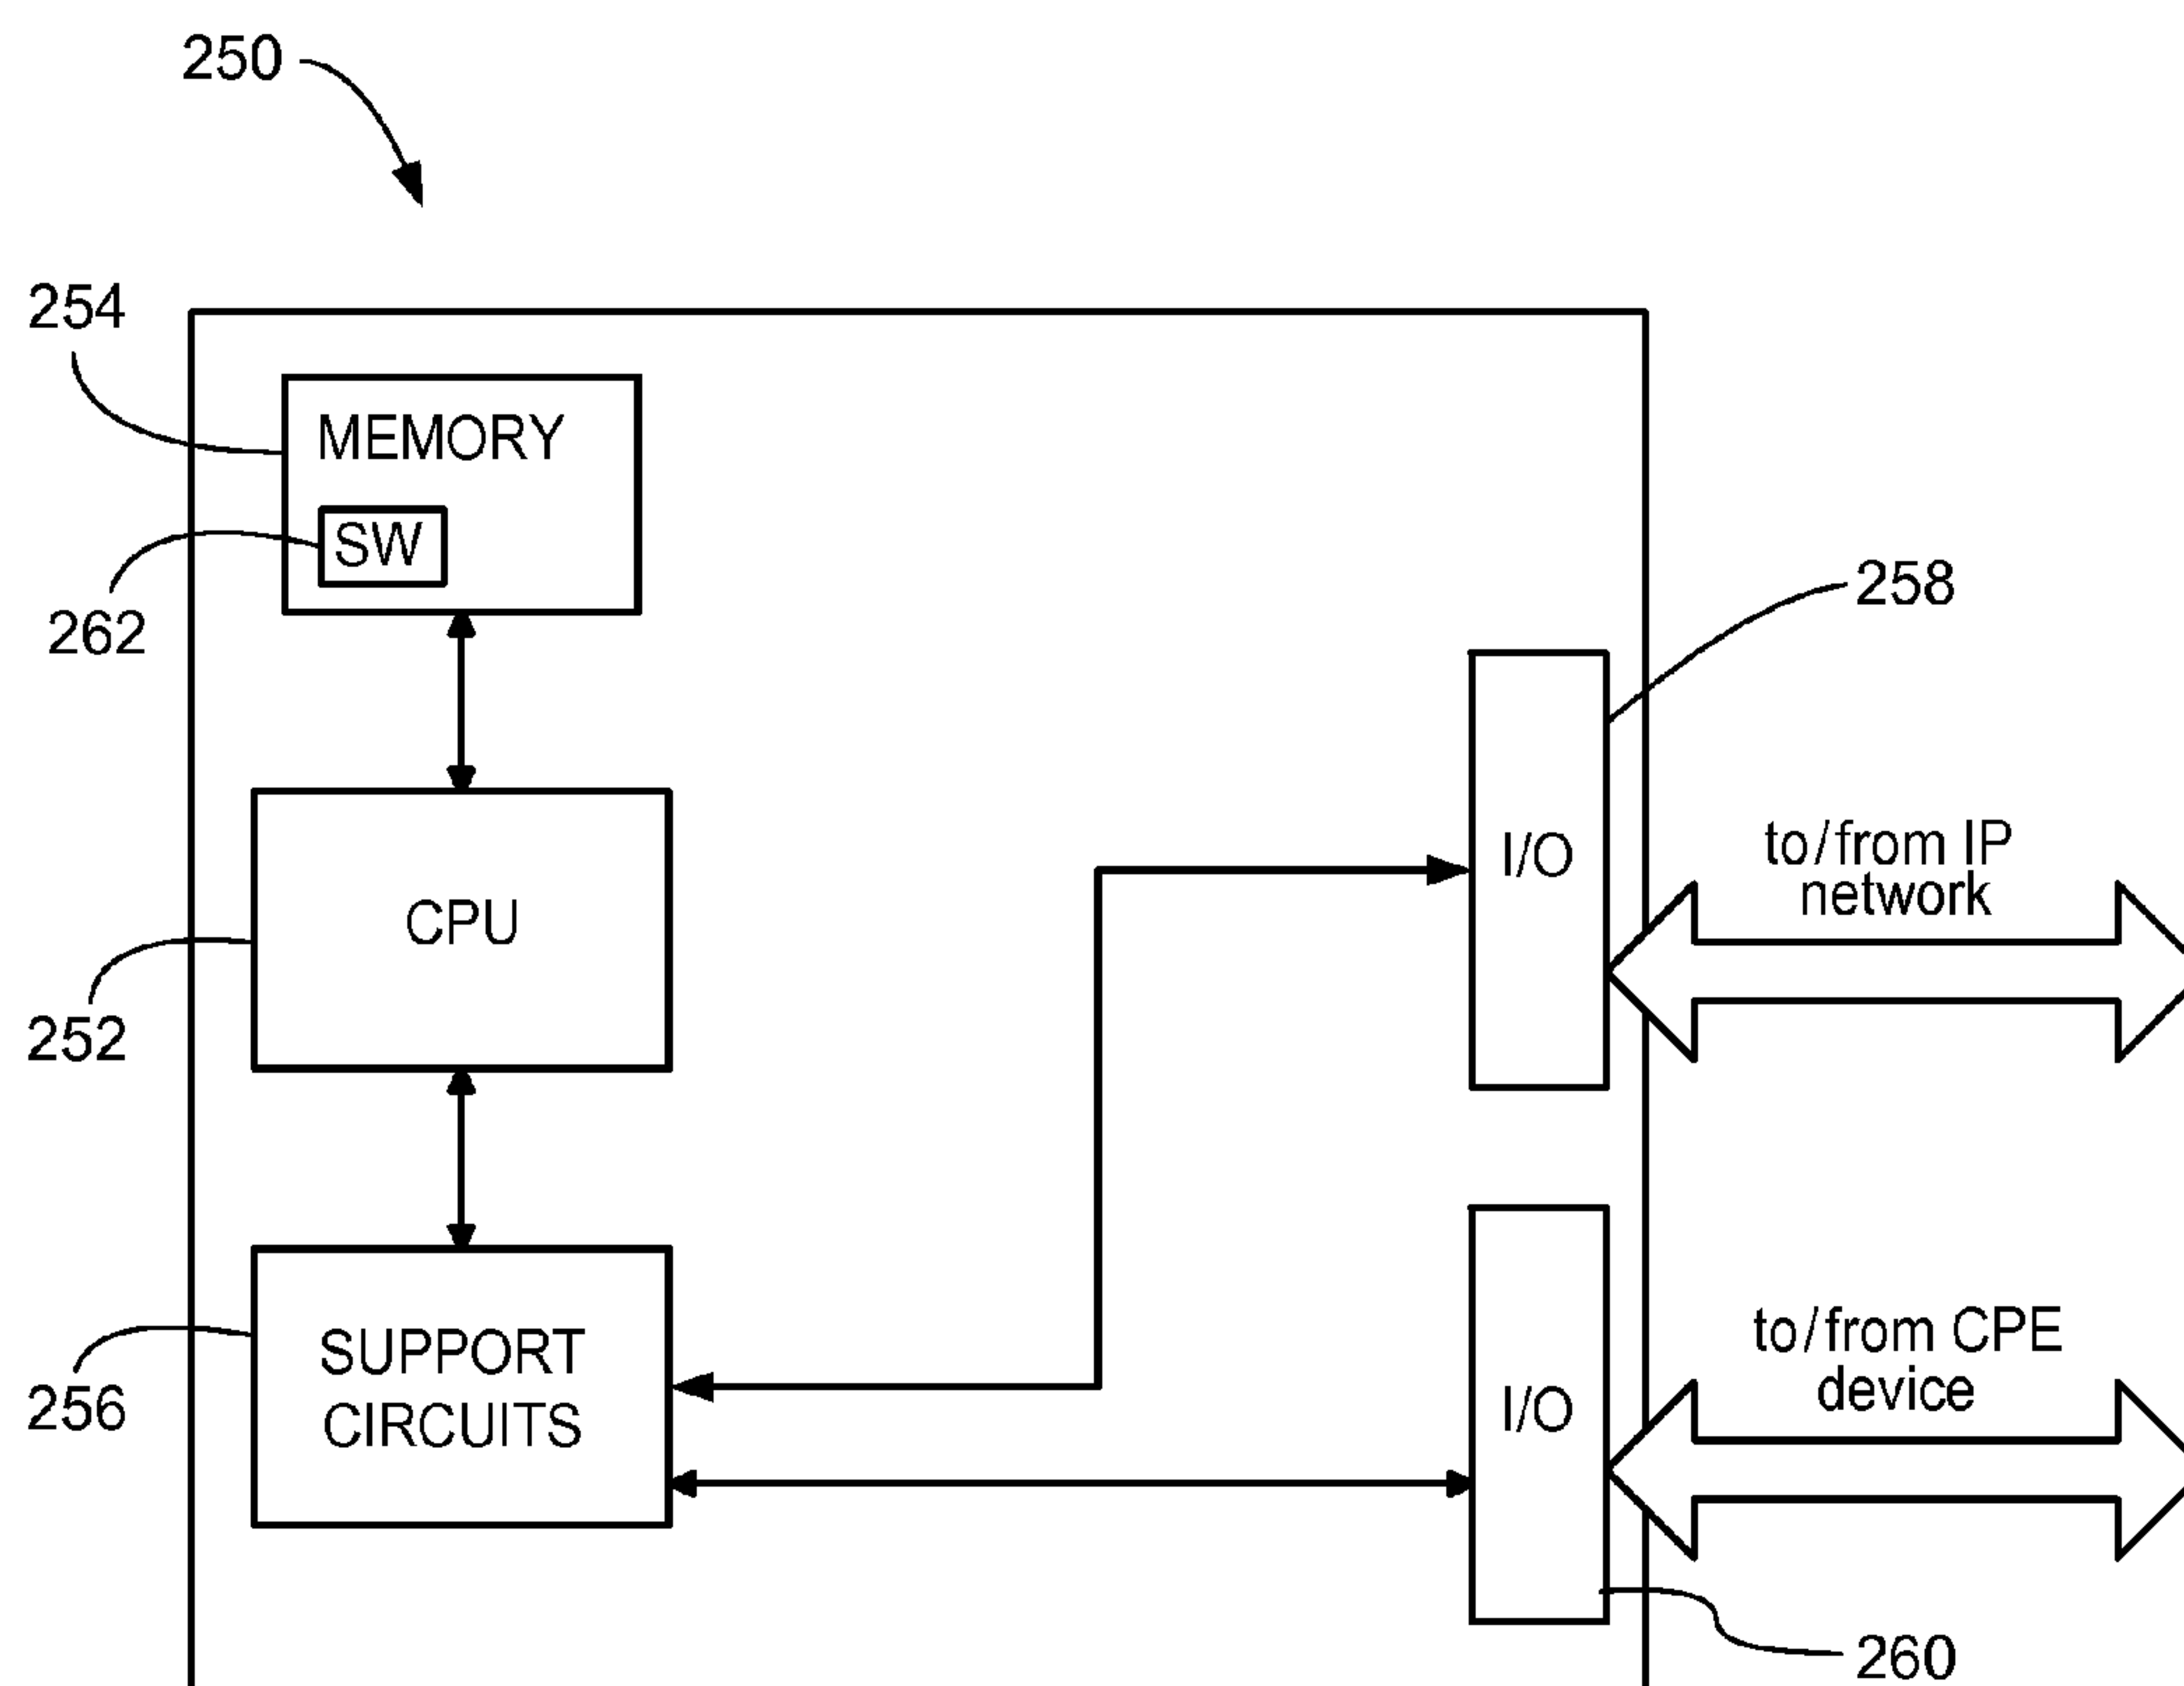 250
254
MEMORY
SW
262
258
I/O
to/from IP
network
CPU
252
SUPPORT
CIRCUITS
256
I/O
to/from CPE
device
260